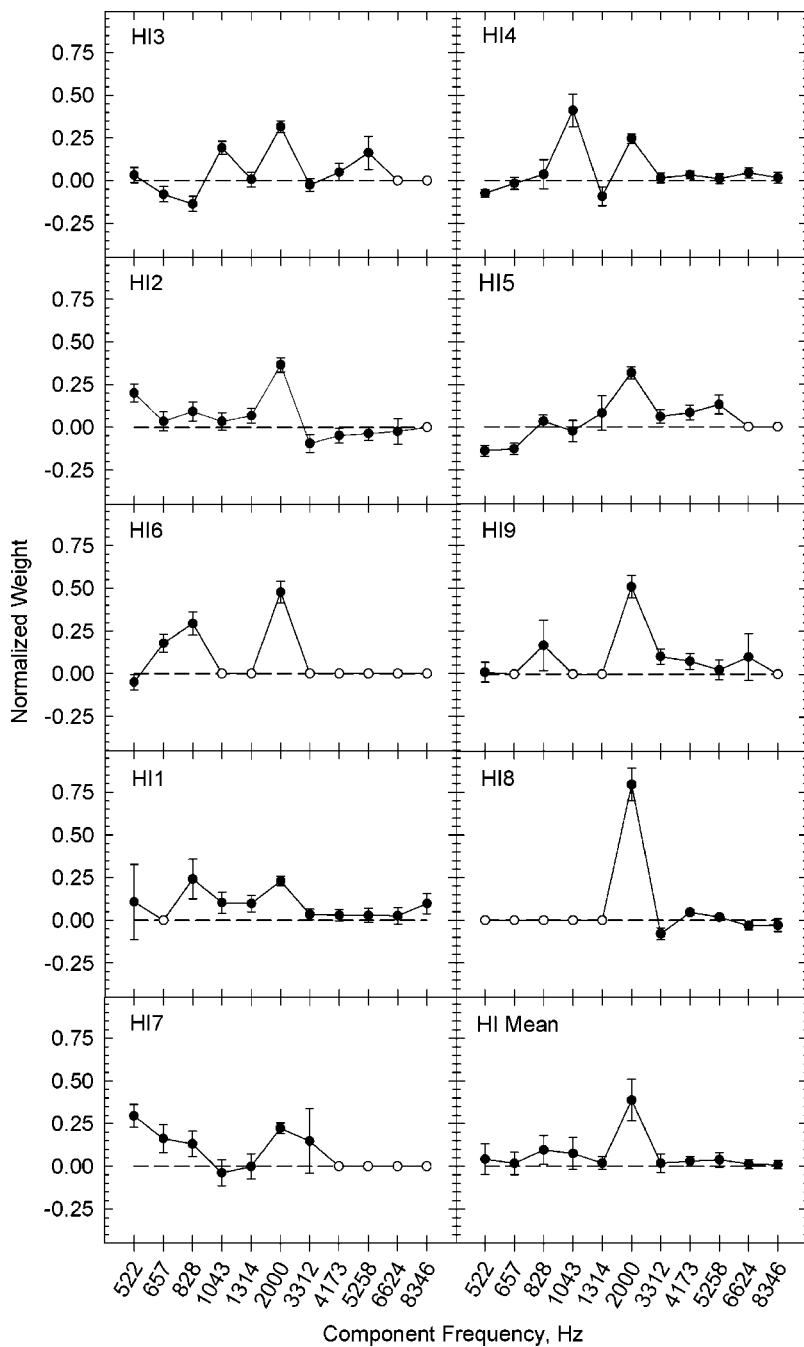 HI3
HI4
0.75
0.50
0.25
0.00
-0.25
HI2
HI5
0.75
0.50
0.25
0.00
-0.25
HI6
HI9
0.75
0.50
0.25
0.00
-0.25
HI1
HI8
0.75
0.50
0.25
0.00
-0.25
HI7
HI Mean
0.75
0.50
0.25
0.00
-0.25
Normalized Weight
522 657 828 1043 1314 2000 3312 4173 5258 6624 8346
522 657 828 1043 1314 2000 3312 4173 5258 6624 8346
Component Frequency, Hz